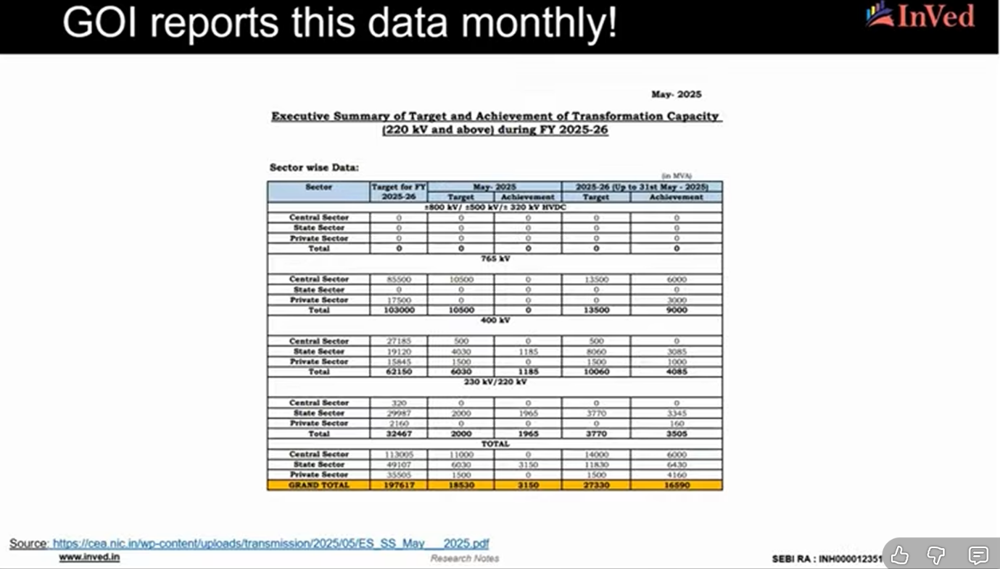 GOI reports this data monthly!
InVed
May- 2025
Executive Summary of Target and Achievement of Transformation Capacity
(220 kV and above) during FY 2025-26
Sector wise Data:
(in MVA)
Sector Target for FY 2025-26 May- 2025 2025-26 (Up to 31st May - 2025)
Target Achievement Target Achievement
±800 kV/ ±500 kV/± 320 kV HVDC
Central Sector 0 0 0 0 0
State Sector 0 0 0 0 0
Private Sector 0 0 0 0 0
Total 0 0 0 0 0
765 kV
Central Sector 85500 10500 0 13500 6000
State Sector 0 0 0 0 0
Private Sector 17500 0 0 0 3000
Total 103000 10500 0 13500 9000
400 kV
Central Sector 27185 500 0 500 0
State Sector 19120 4030 1185 8060 3085
Private Sector 15845 1500 0 1500 1000
Total 62150 6030 1185 10060 4085
230 kV/220 kV
Central Sector 320 0 0 0 0
State Sector 29987 2000 1965 3770 3345
Private Sector 2160 0 0 0 160
Total 32467 2000 1965 3770 3505
TOTAL
Central Sector 113005 11000 0 14000 6000
State Sector 49107 6030 3150 11830 6430
Private Sector 35505 1500 0 1500 4160
GRAND TOTAL 197617 18530 3150 27330 16590
Source: https://cea.nic.in/wp-content/uploads/transmission/2025/05/ES_SS_May___2025.pdf
www.inved.in
Research Notes
SEBI RA : INH000012351